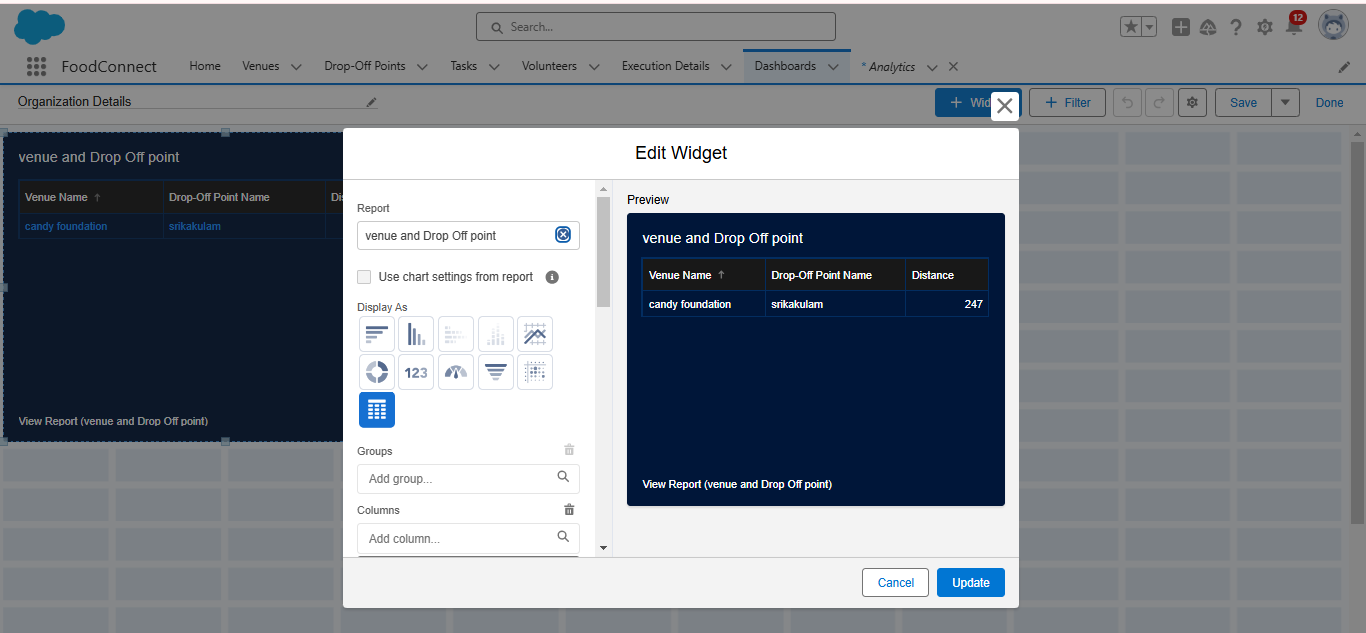 Search...
12
FoodConnect
Home
Venues
Drop-Off Points
Tasks
Volunteers
Execution Details
Dashboards
* Analytics
Organization Details
+ Wid
+ Filter
Save
Done
venue and Drop Off point
Venue Name ↑
Drop-Off Point Name
Di
candy foundation
srikakulam
View Report (venue and Drop Off point)
Edit Widget
Report
venue and Drop Off point
Use chart settings from report
Display As
123
Groups
Add group...
Columns
Add column...
Preview
venue and Drop Off point
Venue Name ↑
Drop-Off Point Name
Distance
candy foundation
srikakulam
247
View Report (venue and Drop Off point)
Cancel
Update